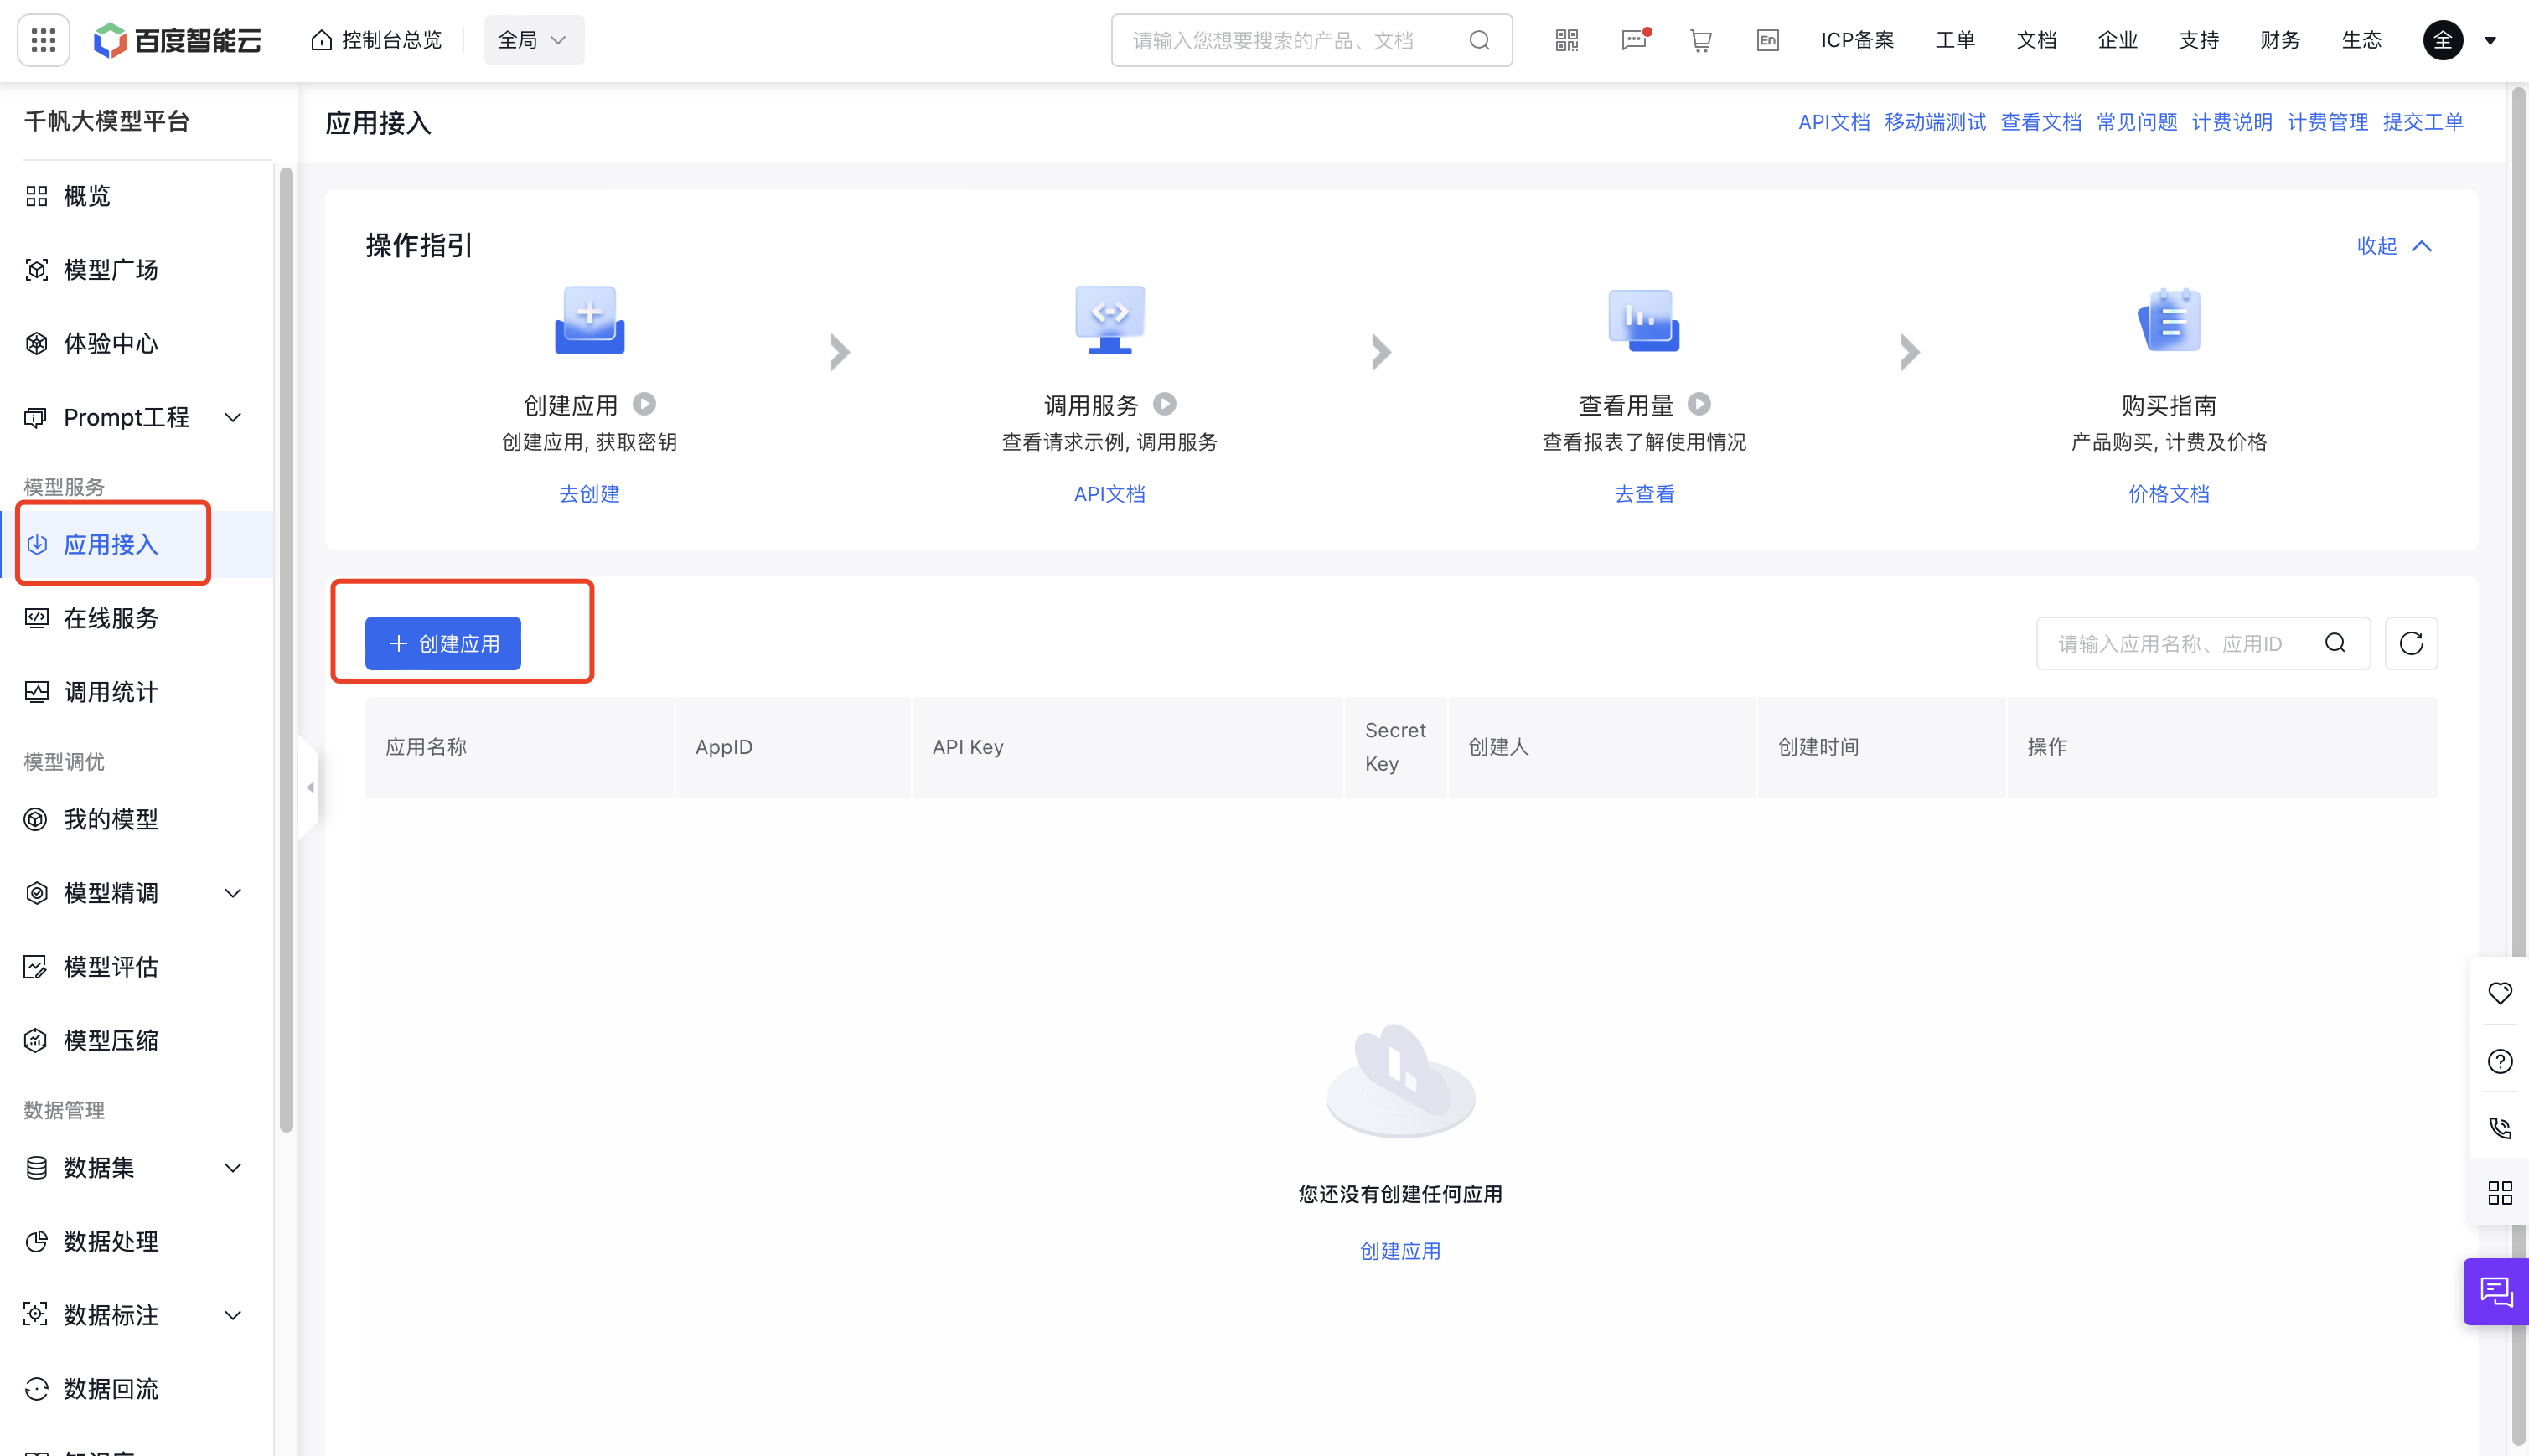 百度智能云
控制台总览
全局
请输入您想要搜索的产品、文档
En
ICP备案
工单
文档
企业
支持
财务
生态
全
千帆大模型平台
概览
模型广场
体验中心
Prompt工程
模型服务
应用接入
在线服务
调用统计
模型调优
我的模型
模型精调
模型评估
模型压缩
数据管理
数据集
数据处理
数据标注
数据回流
应用接入
API文档 移动端测试 查看文档 常见问题 计费说明 计费管理 提交工单
操作指引
收起
创建应用
创建应用, 获取密钥
去创建
调用服务
查看请求示例, 调用服务
API文档
查看用量
查看报表了解使用情况
去查看
购买指南
产品购买, 计费及价格
价格文档
创建应用
请输入应用名称、应用ID
应用名称
AppID
API Key
Secret
Key
创建人
创建时间
操作
您还没有创建任何应用
创建应用